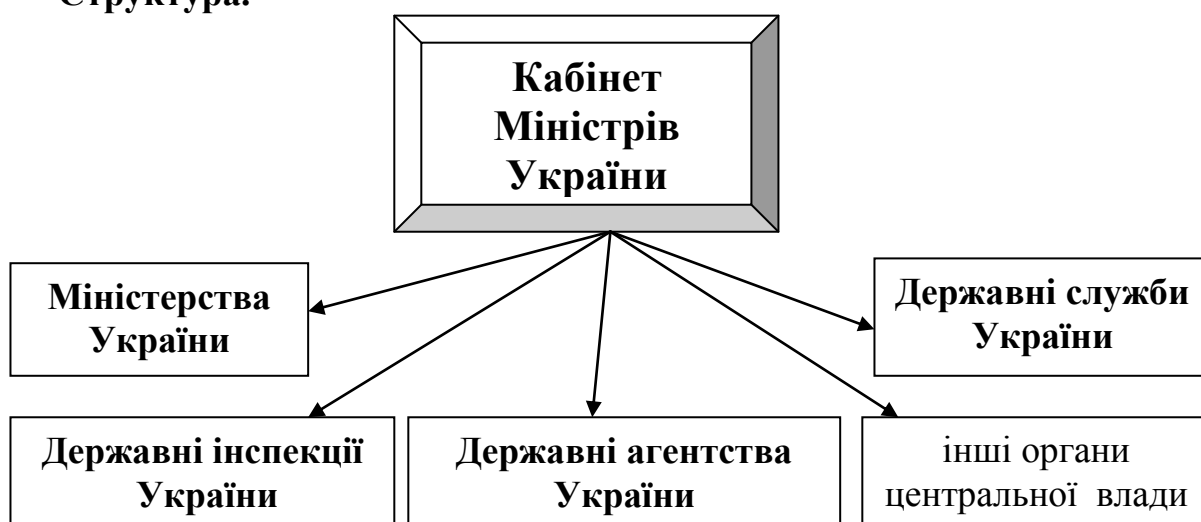 Структура.
Кабінет
Міністрів
України
Міністерства
України
Державні служби
України
Державні інспекції
України
Державні агентства
України
інші органи
центральної влади